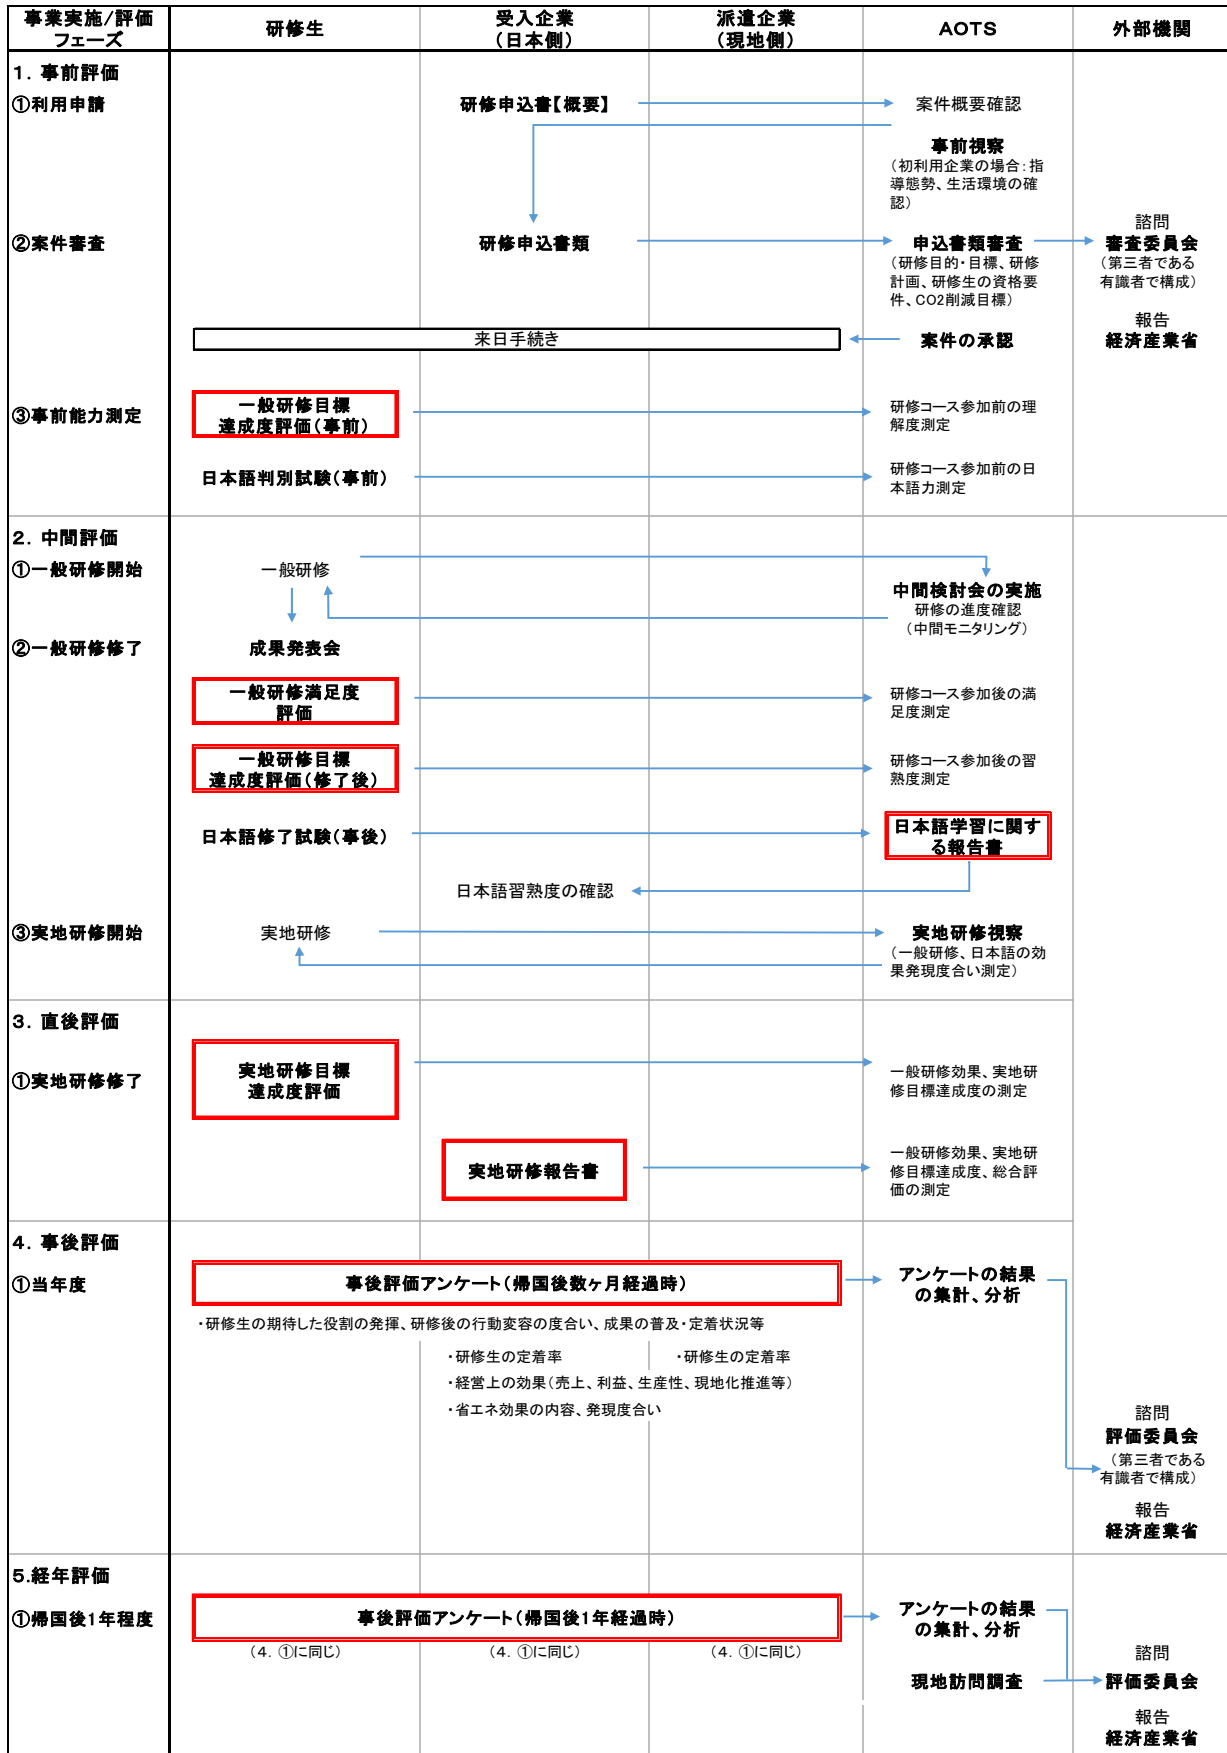 事業実施/評価
フェーズ
研修生
受入企業
（日本側）
派遣企業
（現地側）
AOTS
外部機関
1．事前評価
①利用申請
研修申込書【概要】
案件概要確認
事前視察
（初利用企業の場合：指
導態勢、生活環境の確
認）
②案件審査
研修申込書類
申込書類審査
（研修目的・目標、研修
計画、研修生の資格要
件、CO2削減目標）
諮問
審査委員会
（第三者である
有識者で構成）
報告
経済産業省
来日手続き
案件の承認
③事前能力測定
一般研修目標
達成度評価（事前）
研修コース参加前の理
解度測定
日本語判別試験（事前）
研修コース参加前の日
本語力測定
2．中間評価
①一般研修開始
一般研修
中間検討会の実施
研修の進度確認
（中間モニタリング）
②一般研修修了
成果発表会
一般研修満足度
評価
研修コース参加後の満
足度測定
一般研修目標
達成度評価（修了後）
研修コース参加後の習
熟度測定
日本語修了試験（事後）
日本語学習に関す
る報告書
日本語習熟度の確認
③実地研修開始
実地研修
実地研修視察
（一般研修、日本語の効
果発現度合い測定）
3．直後評価
①実地研修修了
実地研修目標
達成度評価
一般研修効果、実地研
修目標達成度の測定
実地研修報告書
一般研修効果、実地研
修目標達成度、総合評
価の測定
4．事後評価
①当年度
事後評価アンケート（帰国後数ヶ月経過時）
アンケートの結果
の集計、分析
・研修生の期待した役割の発揮、研修後の行動変容の度合い、成果の普及・定着状況等
・研修生の定着率
・研修生の定着率
・経営上の効果（売上、利益、生産性、現地化推進等）
・省エネ効果の内容、発現度合い
諮問
評価委員会
（第三者である
有識者で構成）
報告
経済産業省
5.経年評価
①帰国後1年程度
事後評価アンケート（帰国後1年経過時）
アンケートの結果
の集計、分析
（4．①に同じ）
（4．①に同じ）
（4．①に同じ）
現地訪問調査
諮問
評価委員会
報告
経済産業省